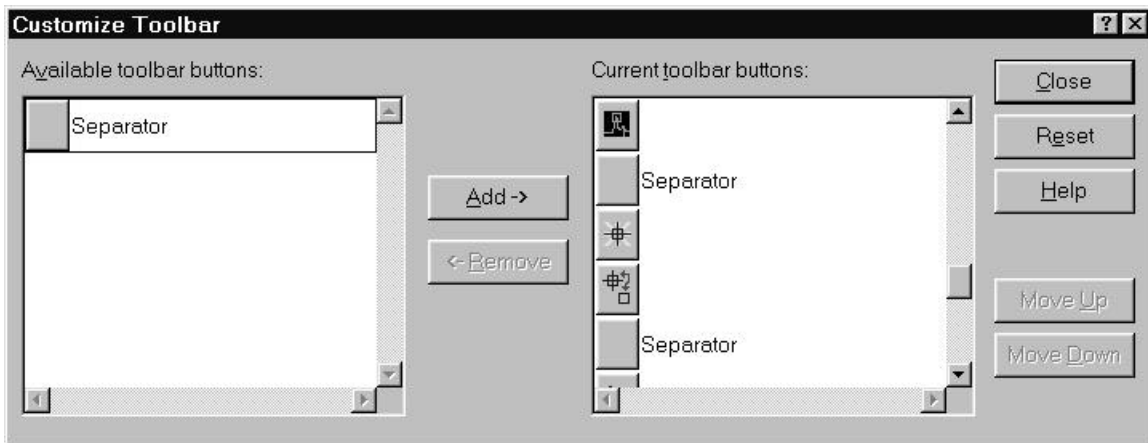 Customize Toolbar
Available toolbar buttons:
Separator
Add ->
<- Remove
Current toolbar buttons:
Separator
Separator
Close
Reset
Help
Move Up
Move Down